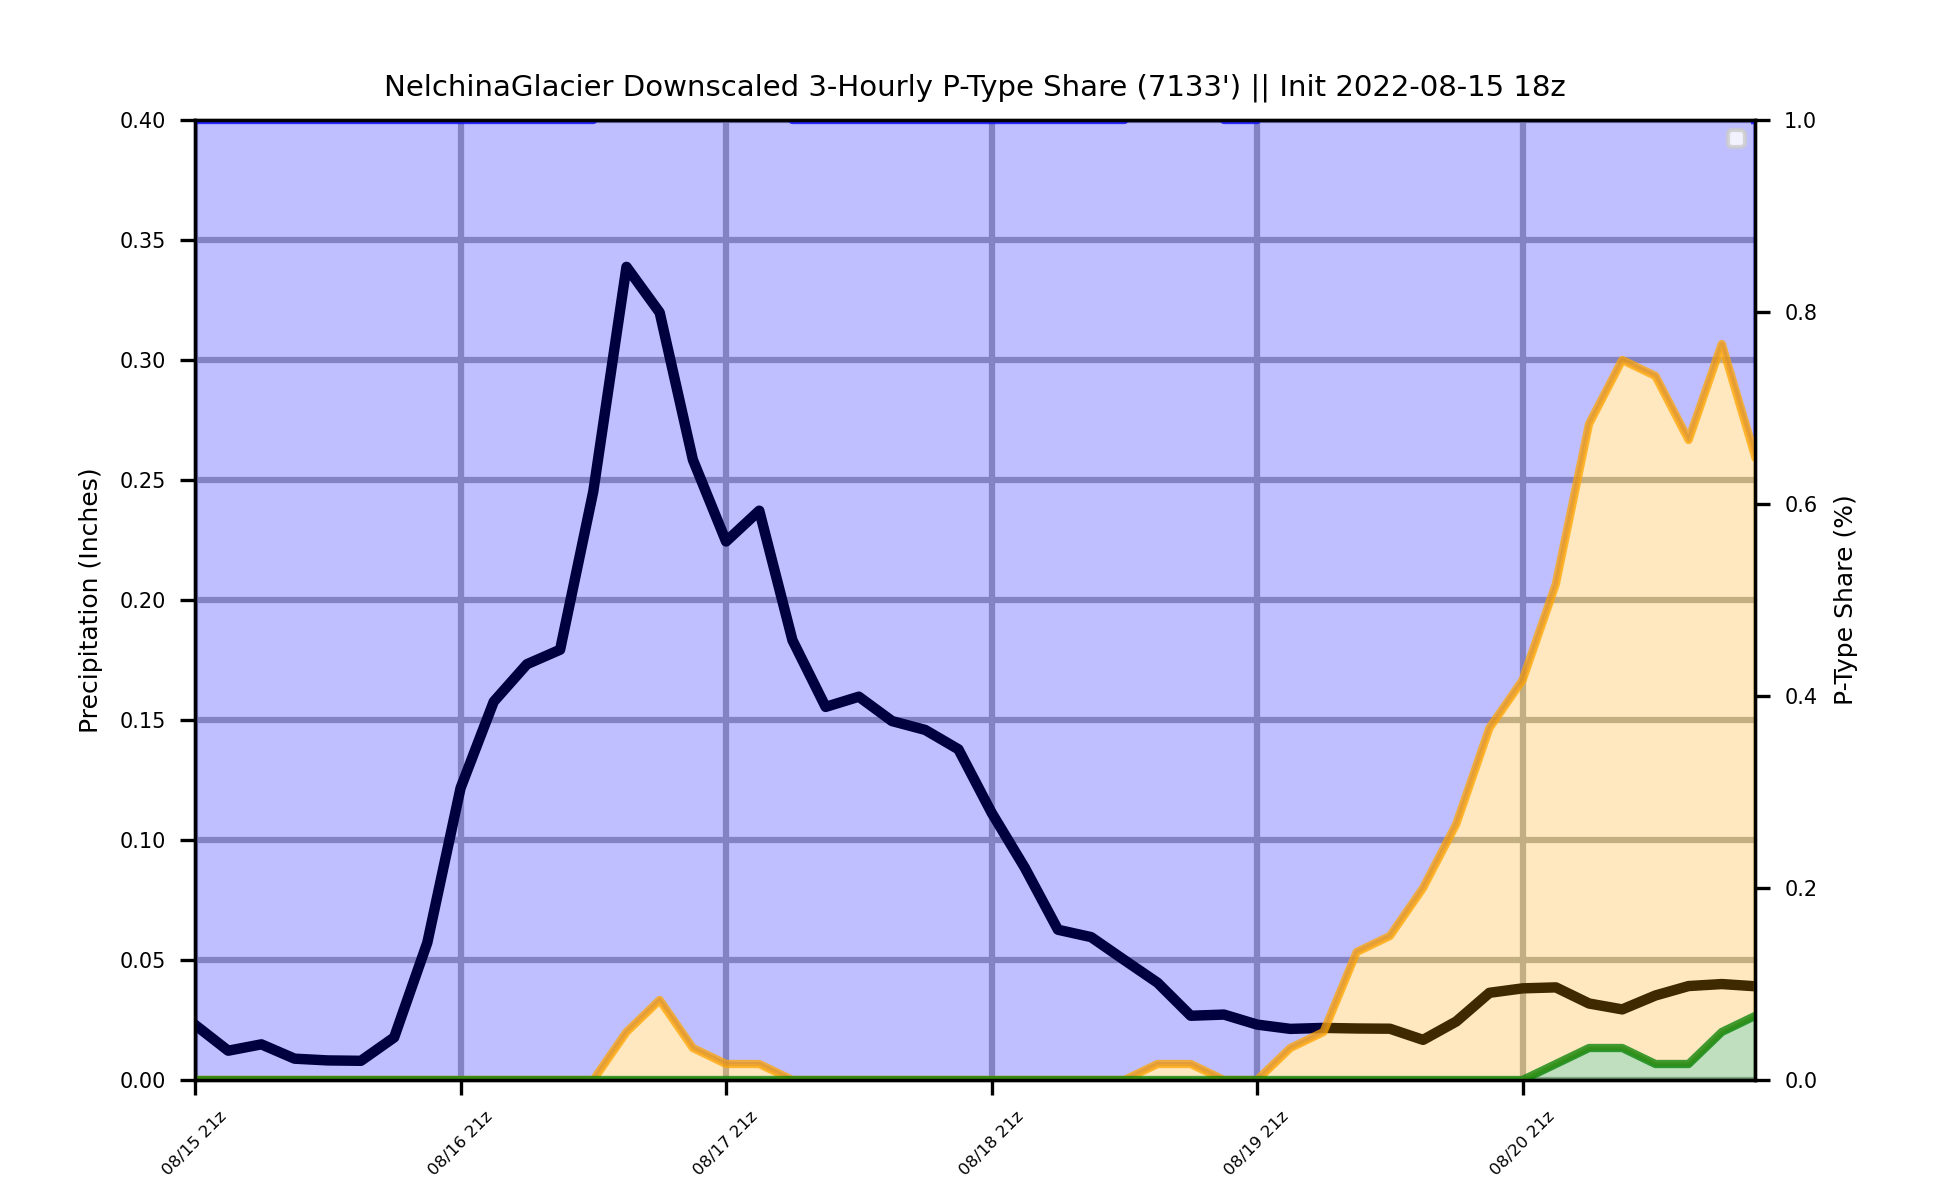 NelchinaGlacier Downscaled 3-Hourly P-Type Share (7133') || Init 2022-08-15 18z
0.40
0.35
0.30
0.25
0.20
0.15
0.10
0.05
0.00
Precipitation (Inches)
1.0
0.8
0.6
0.4
0.2
0.0
P-Type Share (%)
08/15 21z
08/16 21z
08/17 21z
08/18 21z
08/19 21z
08/20 21z